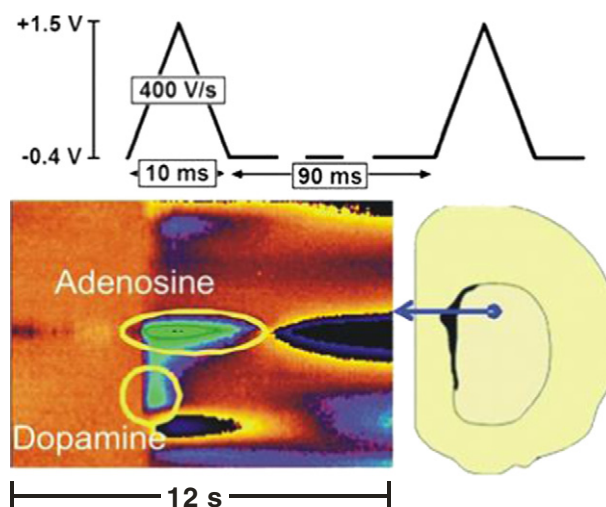 +1.5 V
400 V/s
-0.4 V
10 ms
90 ms
Adenosine
Dopamine
12 s